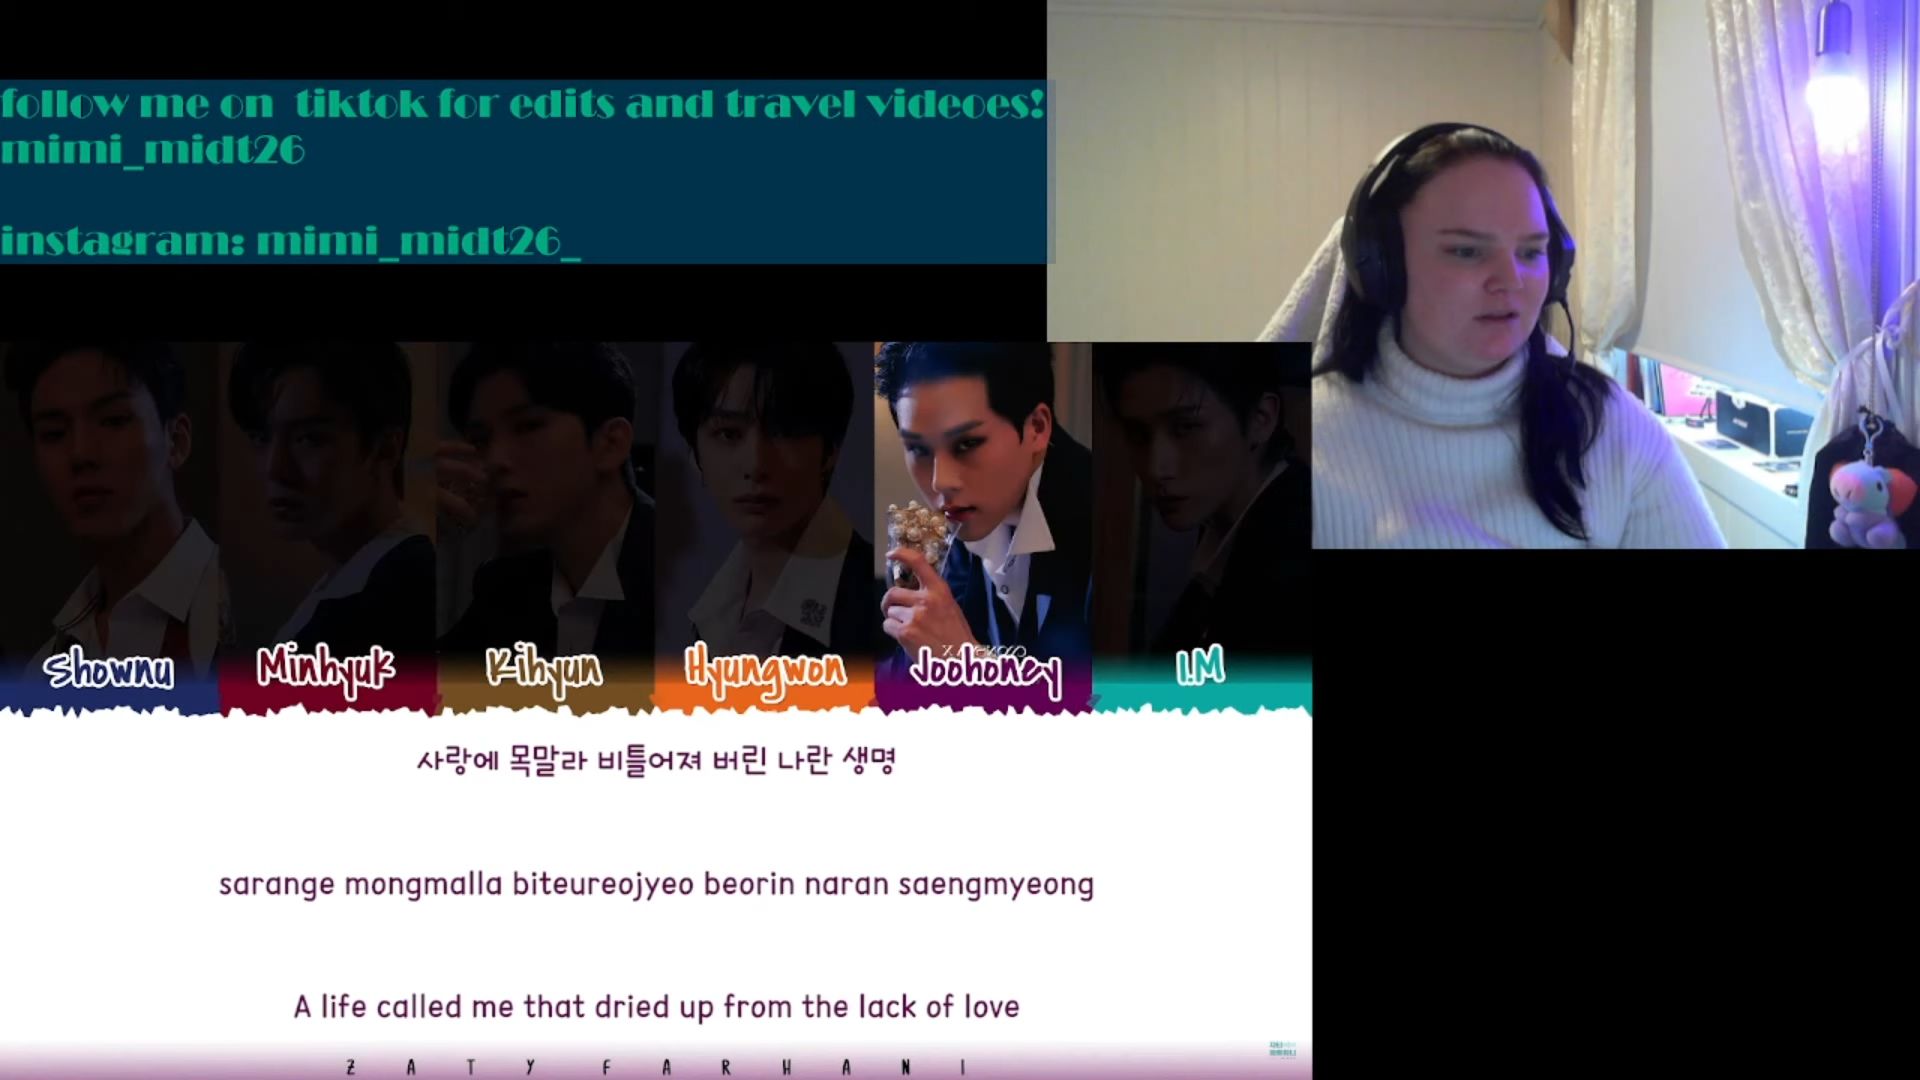 follow me on tiktok for edits and travel videoes!
mimi_midt26
instagram: mimi_midt26_
Shownu
Minhyuk
Kihyun
Hyungwon
Joohoney
I.M
사랑에 목말라 비틀어져 버린 나란 생명
sarange mongmalla biteureojyeo beorin naran saengmyeong
A life called me that dried up from the lack of love
ZATY FARHANI